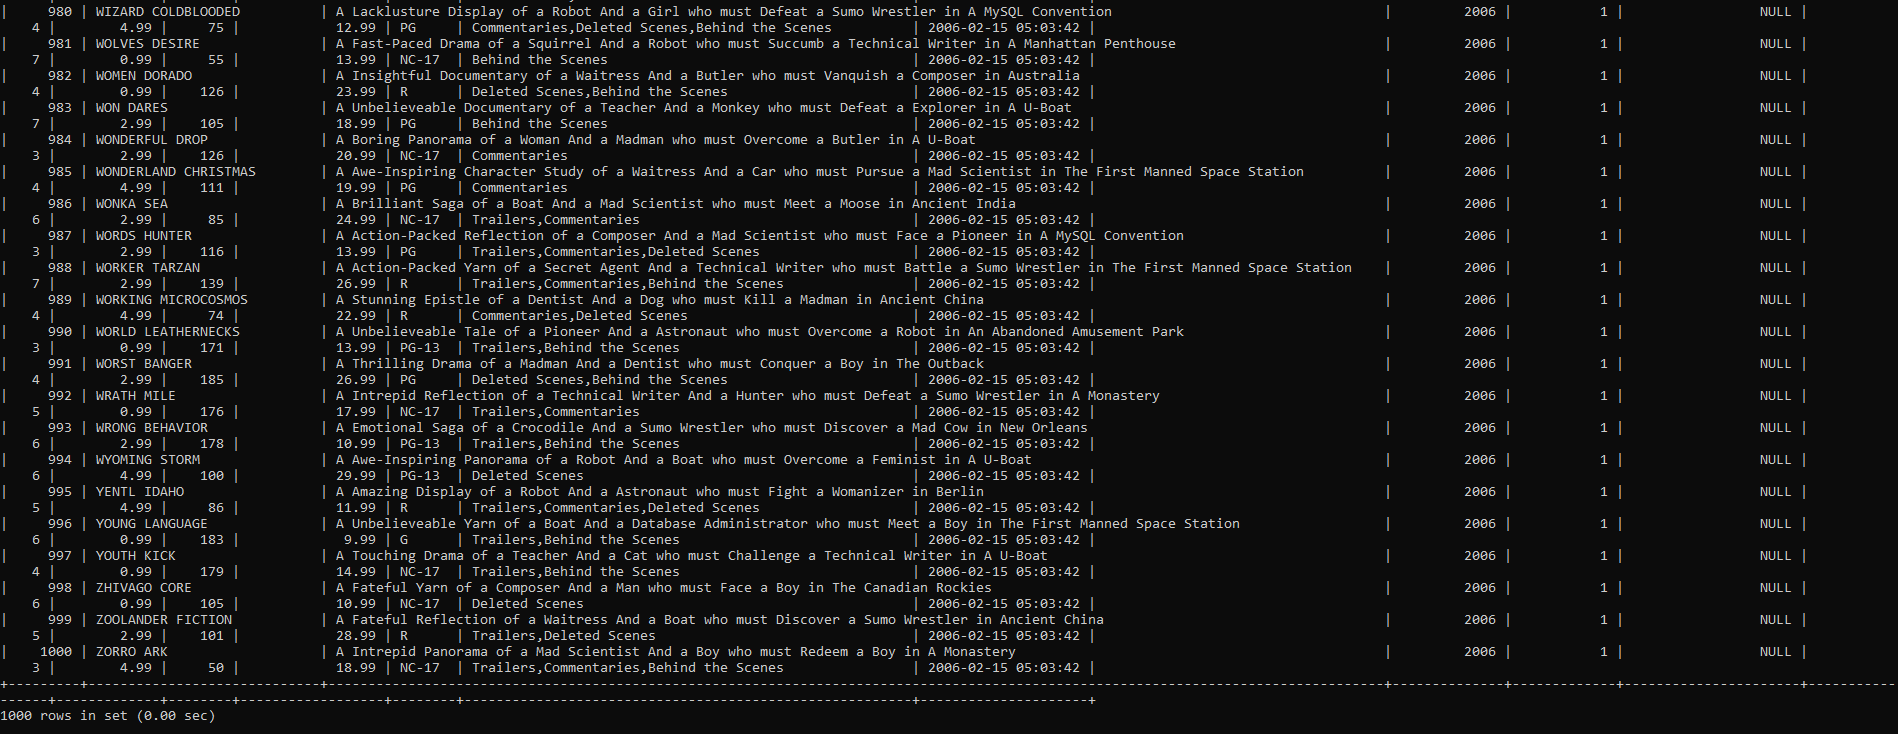 |     980 | WIZARD COLDBLOODED          | A Lacklusture Display of a Robot And a Girl who must Defeat a Sumo Wrestler in A MySQL Convention                                  |         2006 |           1 |                 NULL |
    4 |        4.99 |     75 |            12.99 | PG     | Commentaries,Deleted Scenes,Behind the Scenes          | 2006-02-15 05:03:42 |
|     981 | WOLVES DESIRE               | A Fast-Paced Drama of a Squirrel And a Robot who must Succumb a Technical Writer in A Manhattan Penthouse                          |         2006 |           1 |                 NULL |
    7 |        0.99 |     55 |            13.99 | NC-17  | Behind the Scenes                                      | 2006-02-15 05:03:42 |
|     982 | WOMEN DORADO                | A Insightful Documentary of a Waitress And a Butler who must Vanquish a Composer in Australia                                      |         2006 |           1 |                 NULL |
    4 |        0.99 |    126 |            23.99 | R      | Deleted Scenes,Behind the Scenes                       | 2006-02-15 05:03:42 |
|     983 | WON DARES                   | A Unbelieveable Documentary of a Teacher And a Monkey who must Defeat a Explorer in A U-Boat                                       |         2006 |           1 |                 NULL |
    7 |        2.99 |    105 |            18.99 | PG     | Behind the Scenes                                      | 2006-02-15 05:03:42 |
|     984 | WONDERFUL DROP              | A Boring Panorama of a Woman And a Madman who must Overcome a Butler in A U-Boat                                                   |         2006 |           1 |                 NULL |
    3 |        2.99 |    126 |            20.99 | NC-17  | Commentaries                                           | 2006-02-15 05:03:42 |
|     985 | WONDERLAND CHRISTMAS        | A Awe-Inspiring Character Study of a Waitress And a Car who must Pursue a Mad Scientist in The First Manned Space Station          |         2006 |           1 |                 NULL |
    4 |        4.99 |    111 |            19.99 | PG     | Commentaries                                           | 2006-02-15 05:03:42 |
|     986 | WONKA SEA                   | A Brilliant Saga of a Boat And a Mad Scientist who must Meet a Moose in Ancient India                                              |         2006 |           1 |                 NULL |
    6 |        2.99 |     85 |            24.99 | NC-17  | Trailers,Commentaries                                  | 2006-02-15 05:03:42 |
|     987 | WORDS HUNTER                | A Action-Packed Reflection of a Composer And a Mad Scientist who must Face a Pioneer in A MySQL Convention                         |         2006 |           1 |                 NULL |
    3 |        2.99 |    116 |            13.99 | PG     | Trailers,Commentaries,Deleted Scenes                   | 2006-02-15 05:03:42 |
|     988 | WORKER TARZAN               | A Action-Packed Yarn of a Secret Agent And a Technical Writer who must Battle a Sumo Wrestler in The First Manned Space Station    |         2006 |           1 |                 NULL |
    7 |        2.99 |    139 |            26.99 | R      | Trailers,Commentaries,Behind the Scenes                | 2006-02-15 05:03:42 |
|     989 | WORKING MICROCOSMOS         | A Stunning Epistle of a Dentist And a Dog who must Kill a Madman in Ancient China                                                  |         2006 |           1 |                 NULL |
    4 |        4.99 |     74 |            22.99 | R      | Commentaries,Deleted Scenes                            | 2006-02-15 05:03:42 |
|     990 | WORLD LEATHERNECKS          | A Unbelieveable Tale of a Pioneer And a Astronaut who must Overcome a Robot in An Abandoned Amusement Park                         |         2006 |           1 |                 NULL |
    3 |        0.99 |    171 |            13.99 | PG-13  | Trailers,Behind the Scenes                             | 2006-02-15 05:03:42 |
|     991 | WORST BANGER                | A Thrilling Drama of a Madman And a Dentist who must Conquer a Boy in The Outback                                                  |         2006 |           1 |                 NULL |
    4 |        2.99 |    185 |            26.99 | PG     | Deleted Scenes,Behind the Scenes                       | 2006-02-15 05:03:42 |
|     992 | WRATH MILE                  | A Intrepid Reflection of a Technical Writer And a Hunter who must Defeat a Sumo Wrestler in A Monastery                            |         2006 |           1 |                 NULL |
    5 |        0.99 |    176 |            17.99 | NC-17  | Trailers,Commentaries                                  | 2006-02-15 05:03:42 |
|     993 | WRONG BEHAVIOR              | A Emotional Saga of a Crocodile And a Sumo Wrestler who must Discover a Mad Cow in New Orleans                                     |         2006 |           1 |                 NULL |
    6 |        2.99 |    178 |            10.99 | PG-13  | Trailers,Behind the Scenes                             | 2006-02-15 05:03:42 |
|     994 | WYOMING STORM               | A Awe-Inspiring Panorama of a Robot And a Boat who must Overcome a Feminist in A U-Boat                                            |         2006 |           1 |                 NULL |
    6 |        4.99 |    100 |            29.99 | PG-13  | Deleted Scenes                                         | 2006-02-15 05:03:42 |
|     995 | YENTL IDAHO                 | A Amazing Display of a Robot And a Astronaut who must Fight a Womanizer in Berlin                                                  |         2006 |           1 |                 NULL |
    5 |        4.99 |     86 |            11.99 | R      | Trailers,Commentaries,Deleted Scenes                   | 2006-02-15 05:03:42 |
|     996 | YOUNG LANGUAGE              | A Unbelieveable Yarn of a Boat And a Database Administrator who must Meet a Boy in The First Manned Space Station                  |         2006 |           1 |                 NULL |
    6 |        0.99 |    183 |             9.99 | G      | Trailers,Behind the Scenes                             | 2006-02-15 05:03:42 |
|     997 | YOUTH KICK                  | A Touching Drama of a Teacher And a Cat who must Challenge a Technical Writer in A U-Boat                                          |         2006 |           1 |                 NULL |
    4 |        0.99 |    179 |            14.99 | NC-17  | Trailers,Behind the Scenes                             | 2006-02-15 05:03:42 |
|     998 | ZHIVAGO CORE                | A Fateful Yarn of a Composer And a Man who must Face a Boy in The Canadian Rockies                                                 |         2006 |           1 |                 NULL |
    6 |        0.99 |    105 |            10.99 | NC-17  | Deleted Scenes                                         | 2006-02-15 05:03:42 |
|     999 | ZOOLANDER FICTION           | A Fateful Reflection of a Waitress And a Boat who must Discover a Sumo Wrestler in Ancient China                                   |         2006 |           1 |                 NULL |
    5 |        2.99 |    101 |            28.99 | R      | Trailers,Deleted Scenes                                | 2006-02-15 05:03:42 |
|    1000 | ZORRO ARK                   | A Intrepid Panorama of a Mad Scientist And a Boy who must Redeem a Boy in A Monastery                                              |         2006 |           1 |                 NULL |
    3 |        4.99 |     50 |            18.99 | NC-17  | Trailers,Commentaries,Behind the Scenes                | 2006-02-15 05:03:42 |
1000 rows in set (0.00 sec)